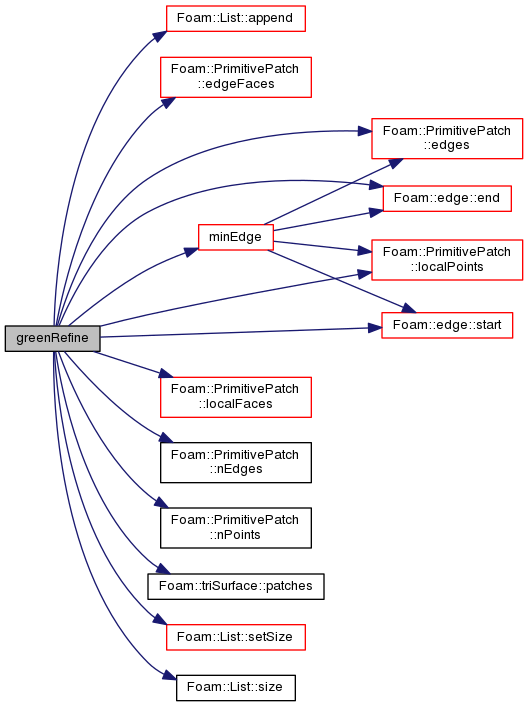 Foam::List::append
Foam::PrimitivePatch
::edgeFaces
Foam::PrimitivePatch
::edges
Foam::edge::end
minEdge
Foam::PrimitivePatch
::localPoints
Foam::edge::start
greenRefine
Foam::PrimitivePatch
::localFaces
Foam::PrimitivePatch
::nEdges
Foam::PrimitivePatch
::nPoints
Foam::triSurface::patches
Foam::List::setSize
Foam::List::size